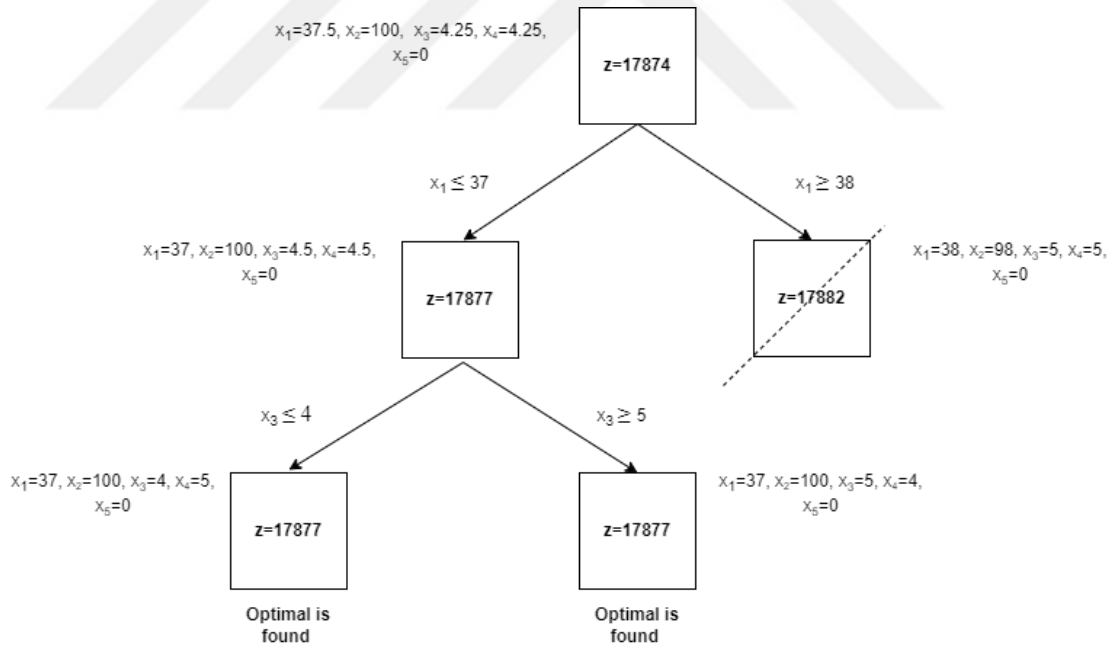 x₁=37.5, x₂=100, x₃=4.25, x₄=4.25,
x₅=0
z=17874
x₁ ≤ 37
x₁ ≥ 38
x₁=37, x₂=100, x₃=4.5, x₄=4.5,
x₅=0
z=17877
z=17882
x₁=38, x₂=98, x₃=5, x₄=5,
x₅=0
x₃ ≤ 4
x₃ ≥ 5
x₁=37, x₂=100, x₃=4, x₄=5,
x₅=0
z=17877
z=17877
x₁=37, x₂=100, x₃=5, x₄=4,
x₅=0
Optimal is
found
Optimal is
found